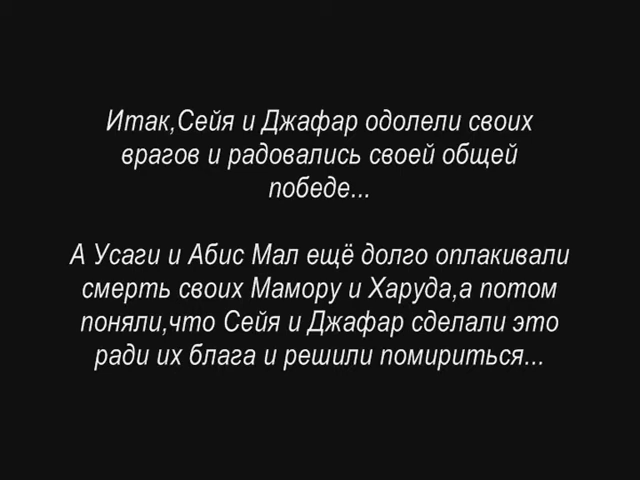 Итак,Сейя и Джафар одолели своих
врагов и радовались своей общей
победе...
А Усаги и Абис Мал ещё долго оплакивали
смерть своих Мамору и Харуда,а потом
поняли,что Сейя и Джафар сделали это
ради их блага и решили помириться...